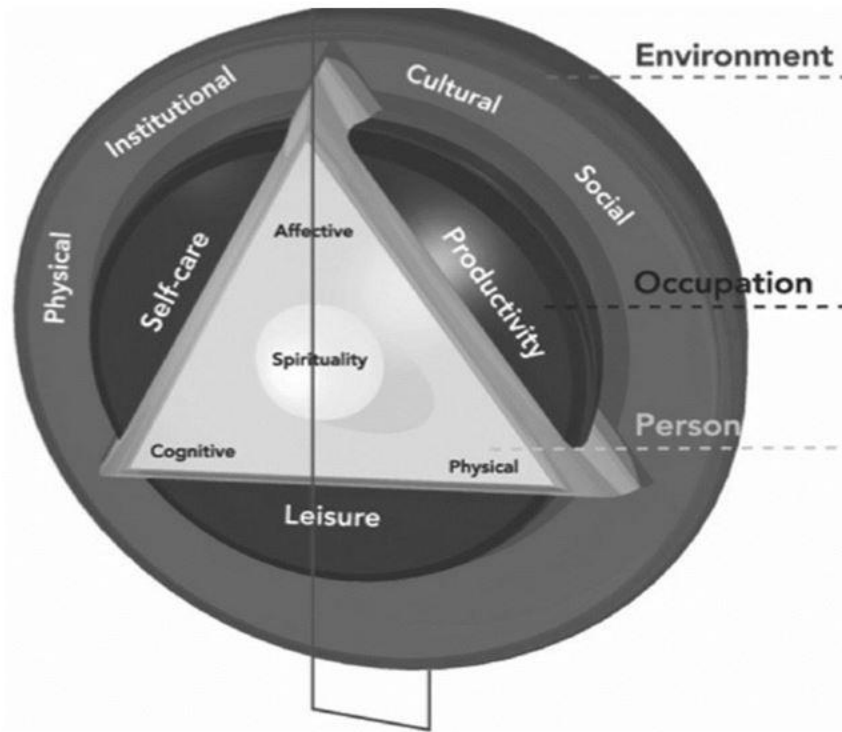 Environment
Cultural
Institutional
Social
Physical
Self-care
Affective
Productivity
Occupation
Spirituality
Person
Cognitive
Physical
Leisure